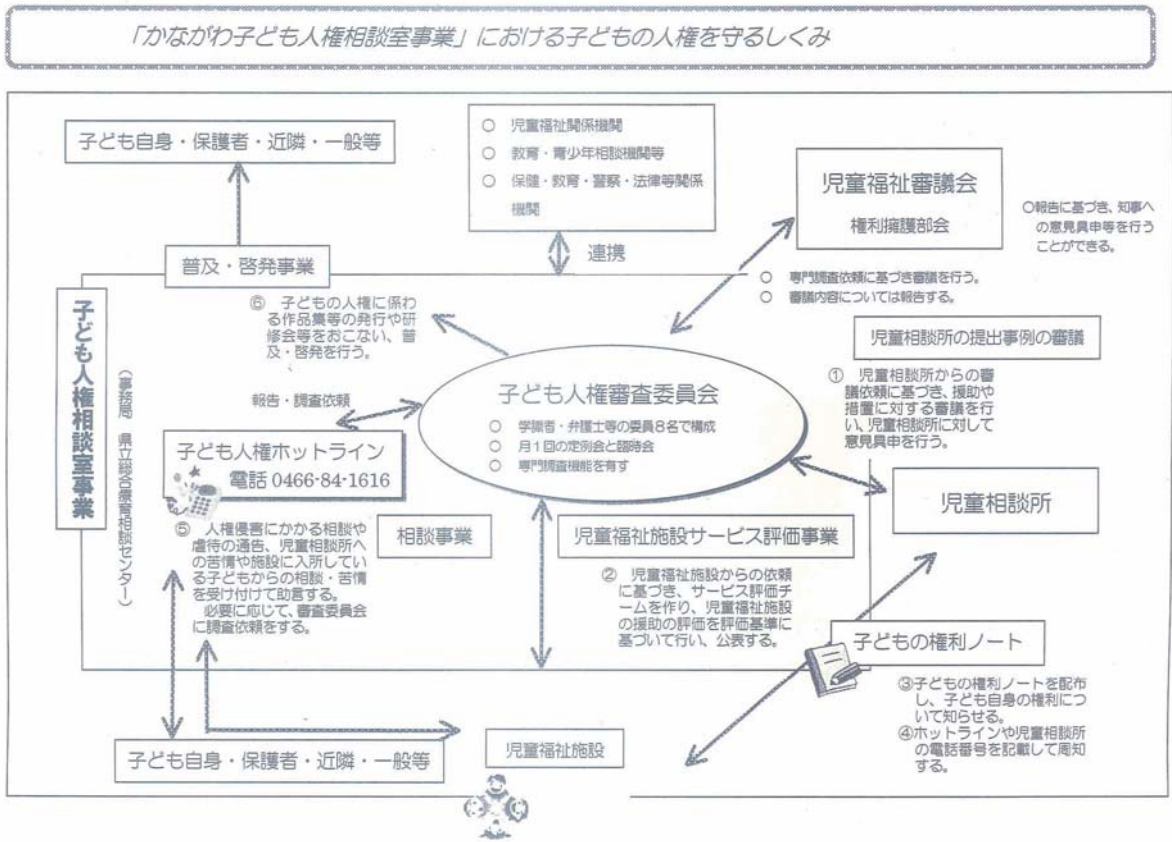 「かながわ子ども人権相談室事業」における子どもの人権を守るしくみ
子ども自身・保護者・近隣・一般等
○ 児童福祉関係機関
○ 教育・青少年相談機関等
○ 保健・教育・警察・法律等関係
機関
児童福祉審議会
権利擁護部会
○報告に基づき、知事へ
の意見具申等を行う
ことができる。
連携
普及・啓発事業
○ 専門調査依頼に基づき審議を行う。
○ 審議内容については報告する。
子ども人権相談室事業
(事務局 県立総合療育相談センター)
⑥ 子どもの人権に係わ
る作品集等の発行や研
修会等をおこない、普
及・啓発を行う。
児童相談所の提出事例の審議
① 児童相談所からの審
議依頼に基づき、援助や
措置に対する審議を行
い、児童相談所に対して
意見具申を行う。
子ども人権審査委員会
○ 学識者・弁護士等の委員8名で構成
○ 月1回の定例会と臨時会
○ 専門調査機能を有す
報告・調査依頼
子ども人権ホットライン
電話 0466-84-1616
児童相談所
⑤ 人権侵害にかかる相談や
虐待の通告、児童相談所へ
の苦情や施設に入所してい
る子どもからの相談・苦情
を受け付けて助言する。
必要に応じて、審査委員会
に調査依頼をする。
相談事業
児童福祉施設サービス評価事業
② 児童福祉施設からの依頼
に基づき、サービス評価チ
ームを作り、児童福祉施設
の援助の評価を評価基準に
基づいて行い、公表する。
子どもの権利ノート
③子どもの権利ノートを配布
し、子ども自身の権利につ
いて知らせる。
④ホットラインや児童相談所
の電話番号を記載して周知
する。
子ども自身・保護者・近隣・一般等
児童福祉施設